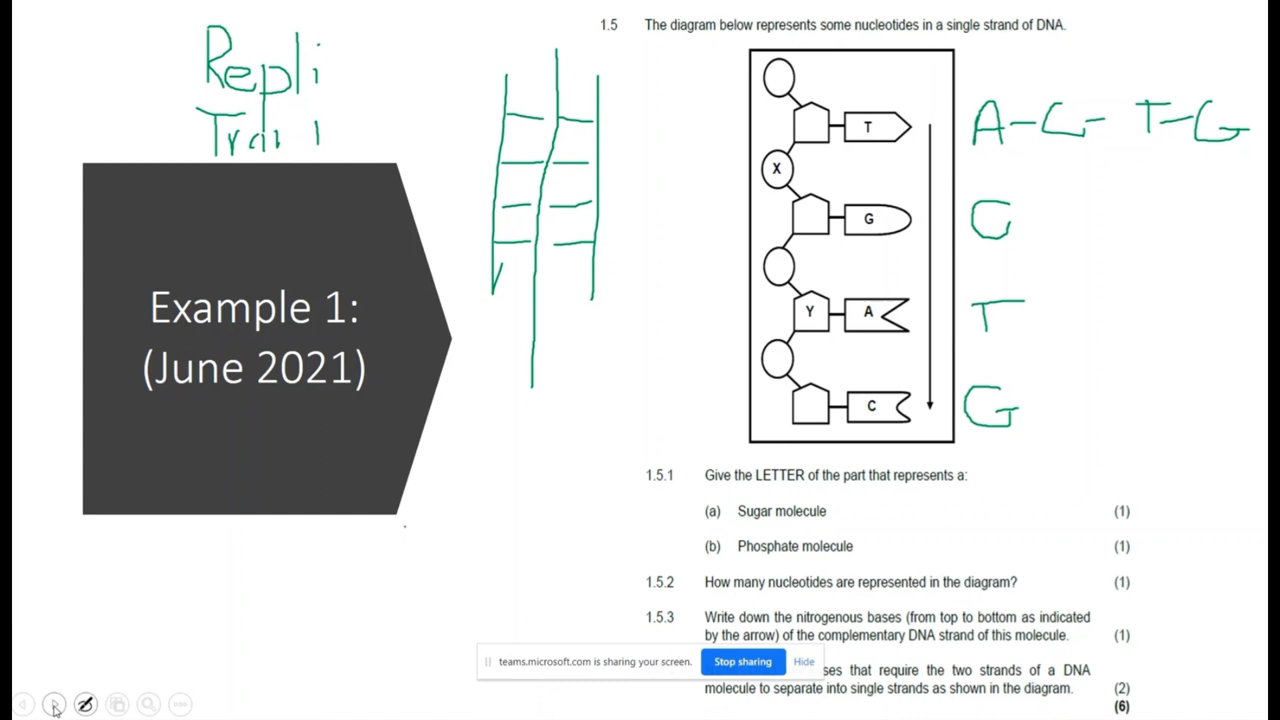 Repli
Tran
Example 1:
(June 2021)
1.5 The diagram below represents some nucleotides in a single strand of DNA.
T
X
G
Y
A
C
A-C- T-G
C
T
G
1.5.1 Give the LETTER of the part that represents a:
(a) Sugar molecule (1)
(b) Phosphate molecule (1)
1.5.2 How many nucleotides are represented in the diagram? (1)
1.5.3 Write down the nitrogenous bases (from top to bottom as indicated
by the arrow) of the complementary DNA strand of this molecule. (1)
teams.microsoft.com is sharing your screen. Stop sharing Hide
that require the two strands of a DNA
molecule to separate into single strands as shown in the diagram. (2)
(6)